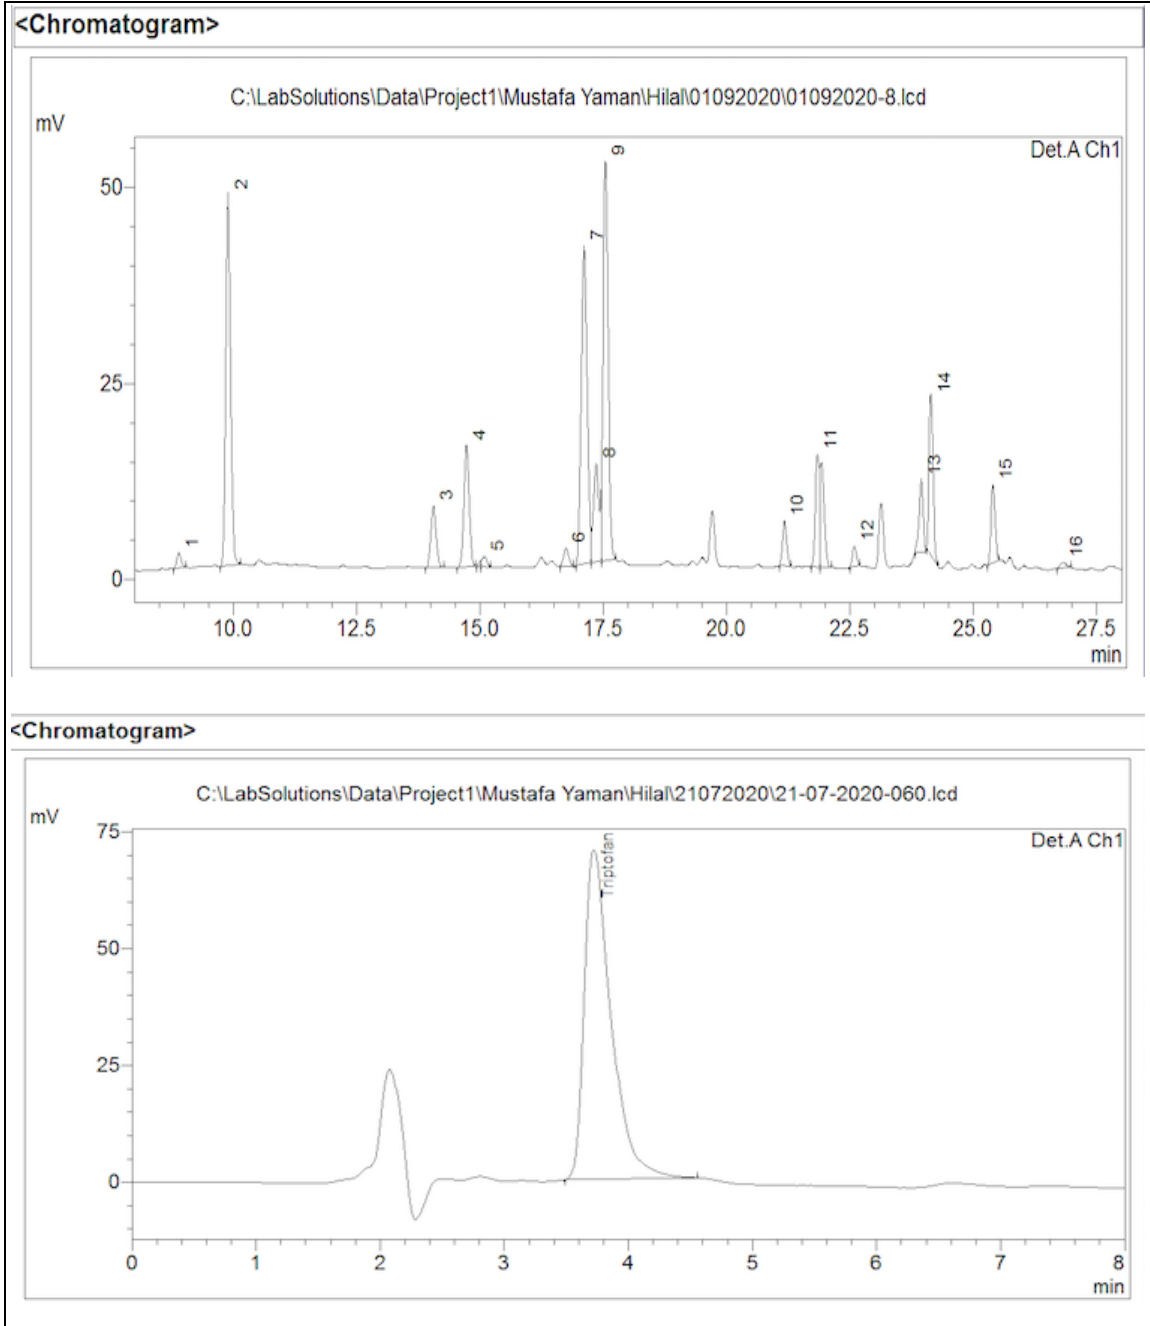 <Chromatogram>
C:\LabSolutions\Data\Project1\Mustafa Yaman\Hilal\01092020\01092020-8.lcd
mV
Det.A Ch1
50
25
0
1
2
3
4
5
6
7
8
9
10
11
12
13
14
15
16
10.0 12.5 15.0 17.5 20.0 22.5 25.0 27.5
min
<Chromatogram>
C:\LabSolutions\Data\Project1\Mustafa Yaman\Hilal\21072020\21-07-2020-060.lcd
mV
75
Det.A Ch1
Triptofan
50
25
0
0 1 2 3 4 5 6 7 8
min